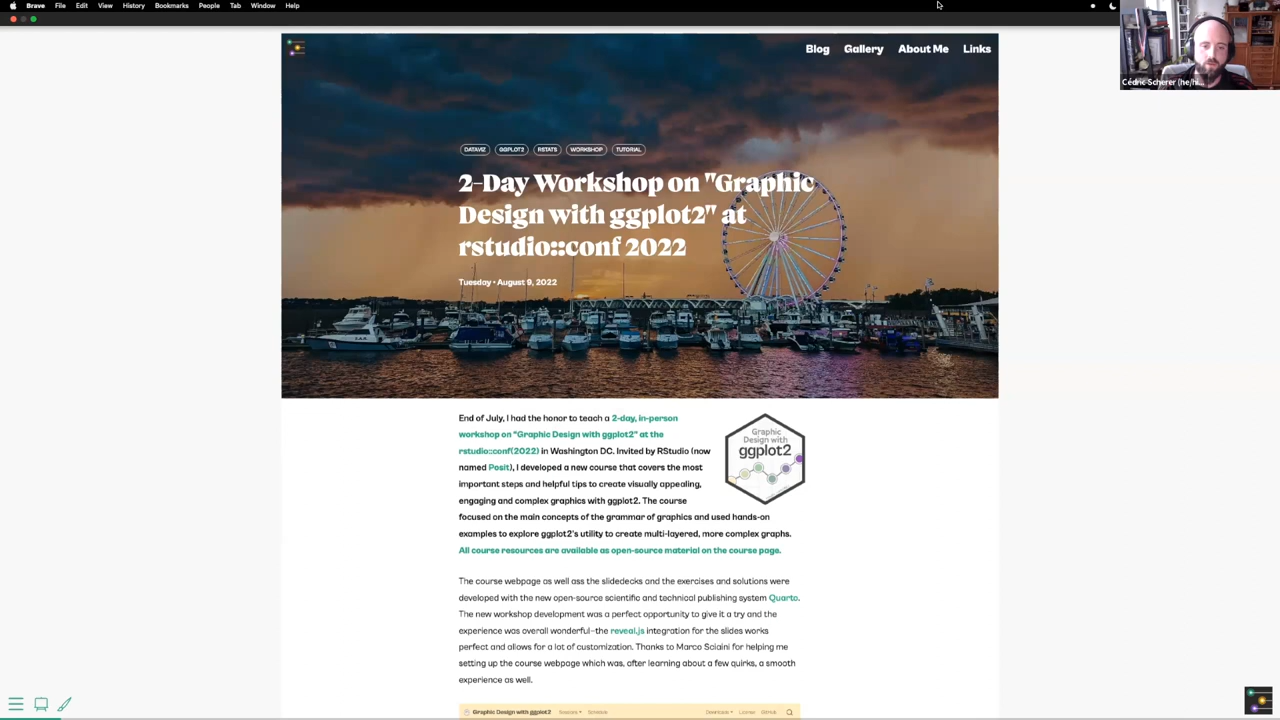 Brave File Edit View History Bookmarks People Tab Window Help
Cédric Scherer (he/hi...
Blog Gallery About Me Links
DATAVIZ GGPLOT2 RSTATS WORKSHOP TUTORIAL
2-Day Workshop on "Graphic
Design with ggplot2" at
rstudio::conf 2022
Tuesday • August 9, 2022
End of July, I had the honor to teach a 2-day, in-person
workshop on "Graphic Design with ggplot2" at the
rstudio::conf(2022) in Washington DC. Invited by RStudio (now
named Posit), I developed a new course that covers the most
important steps and helpful tips to create visually appealing,
engaging and complex graphics with ggplot2. The course
focused on the main concepts of the grammar of graphics and used hands-on
examples to explore ggplot2's utility to create multi-layered, more complex graphs.
All course resources are available as open-source material on the course page.
Graphic
Design with
ggplot2
The course webpage as well ass the slidedecks and the exercises and solutions were
developed with the new open-source scientific and technical publishing system Quarto.
The new workshop development was a perfect opportunity to give it a try and the
experience was overall wonderful–the reveal.js integration for the slides works
perfect and allows for a lot of customization. Thanks to Marco Sciaini for helping me
setting up the course webpage which was, after learning about a few quirks, a smooth
experience as well.
Graphic Design with ggplot2 Sessions Schedule Downloads License GitHub